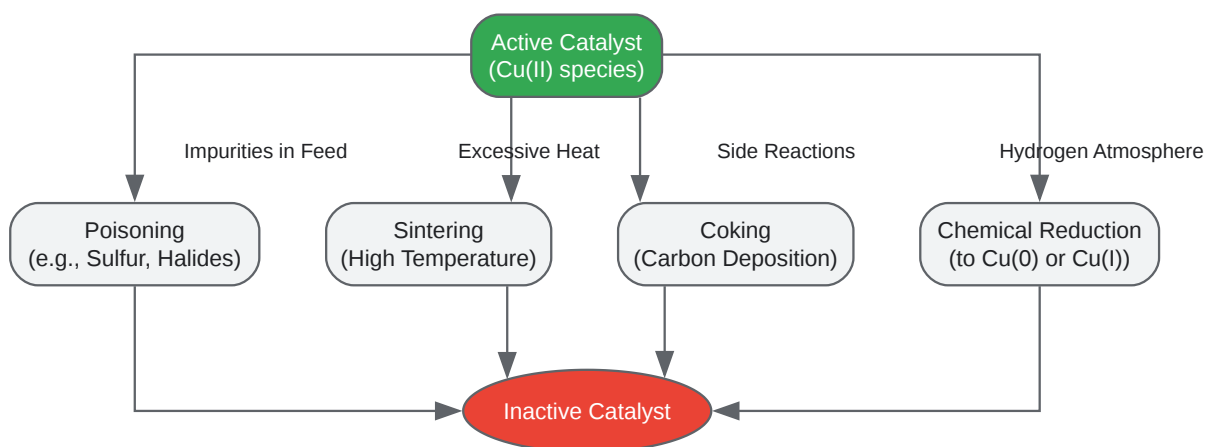 Active Catalyst
(Cu(II) species)
Impurities in Feed
Excessive Heat
Side Reactions
Hydrogen Atmosphere
Poisoning
(e.g., Sulfur, Halides)
Sintering
(High Temperature)
Coking
(Carbon Deposition)
Chemical Reduction
(to Cu(0) or Cu(I))
Inactive Catalyst